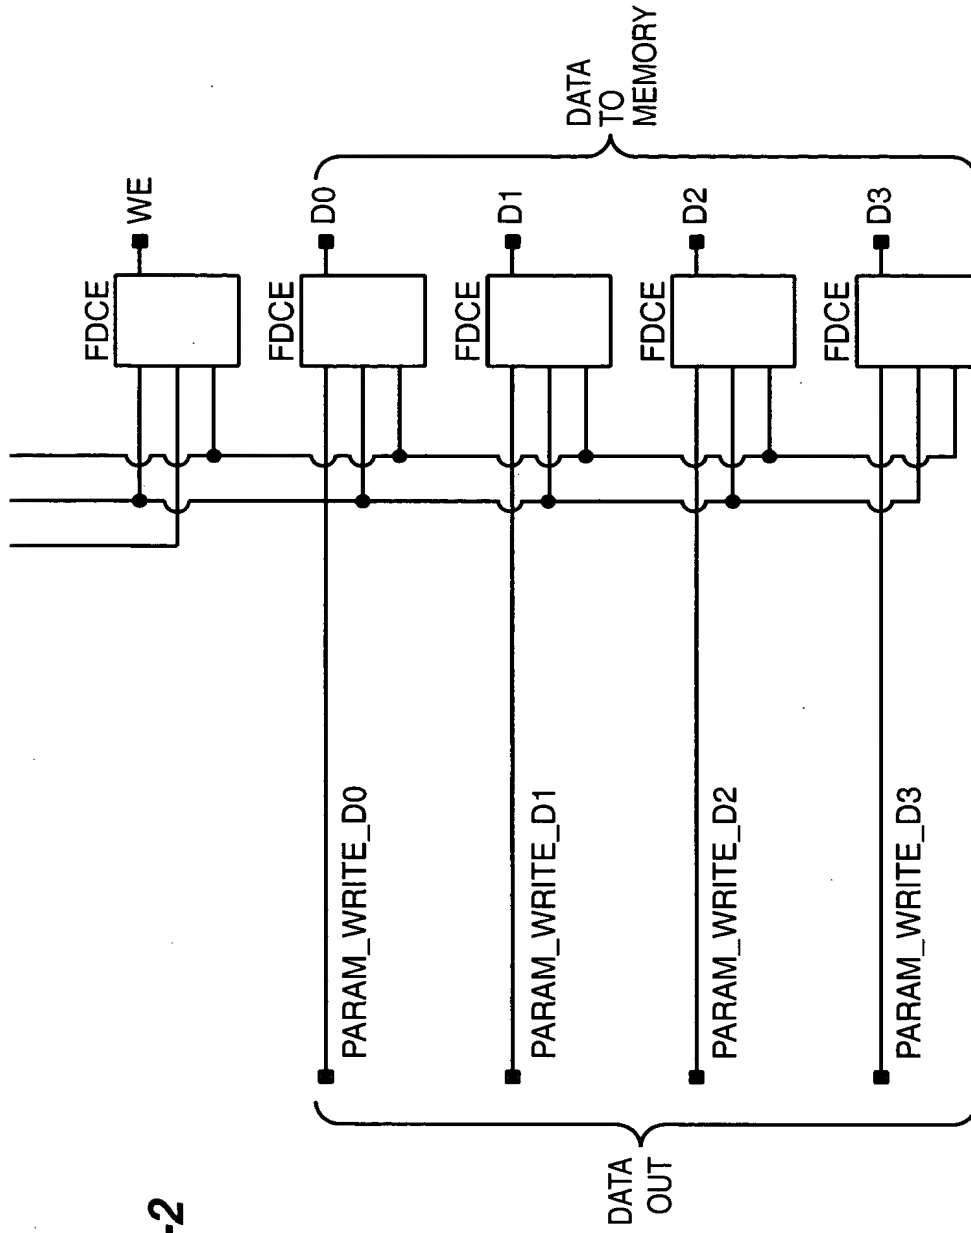 -2
WE
FDCE
D0
FDCE
PARAM_WRITE_D0
D1
FDCE
PARAM_WRITE_D1
D2
FDCE
PARAM_WRITE_D2
D3
FDCE
PARAM_WRITE_D3
DATA
OUT
DATA
TO
MEMORY